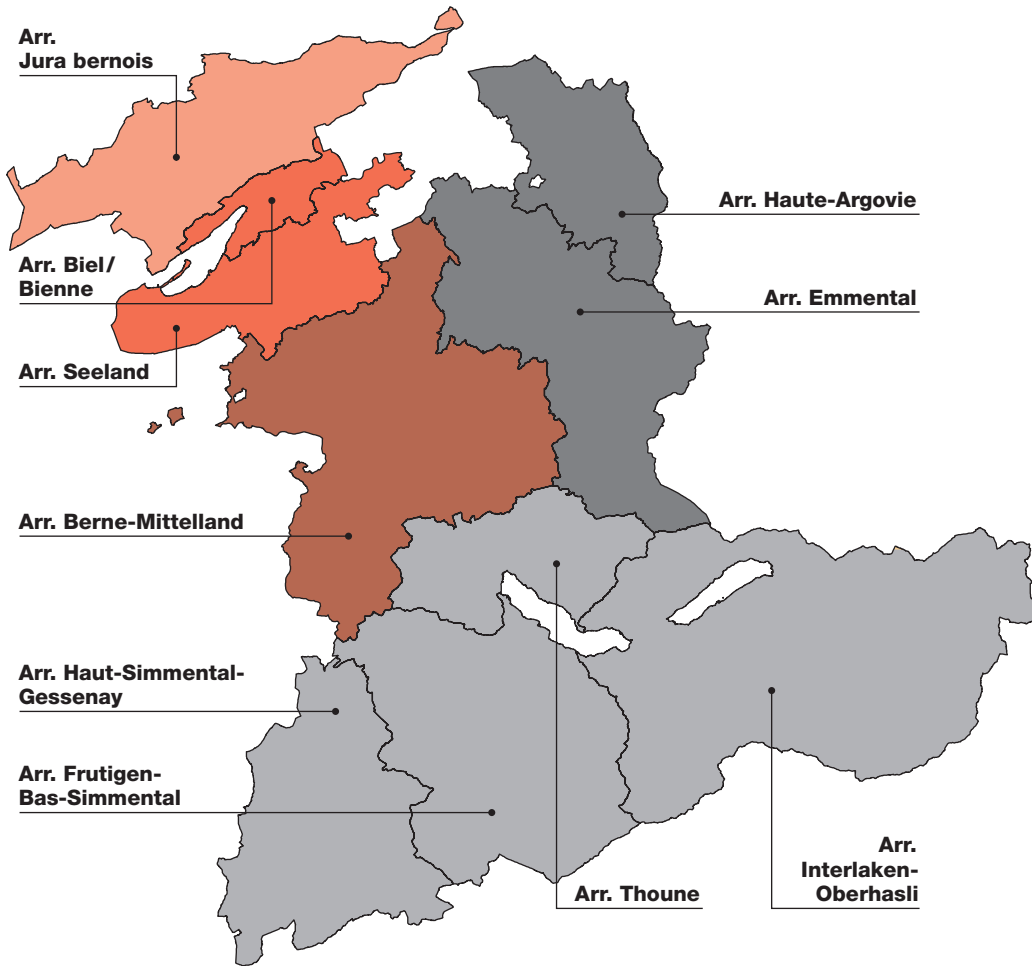 Arr.
Jura bernois
Arr. Haute-Argovie
Arr. Biel/
Bienne
Arr. Emmental
Arr. Seeland
Arr. Berne-Mittelland
Arr. Haut-Simmental-
Gessenay
Arr. Frutigen-
Bas-Simmental
Arr. Thoune
Arr.
Interlaken-
Oberhasli